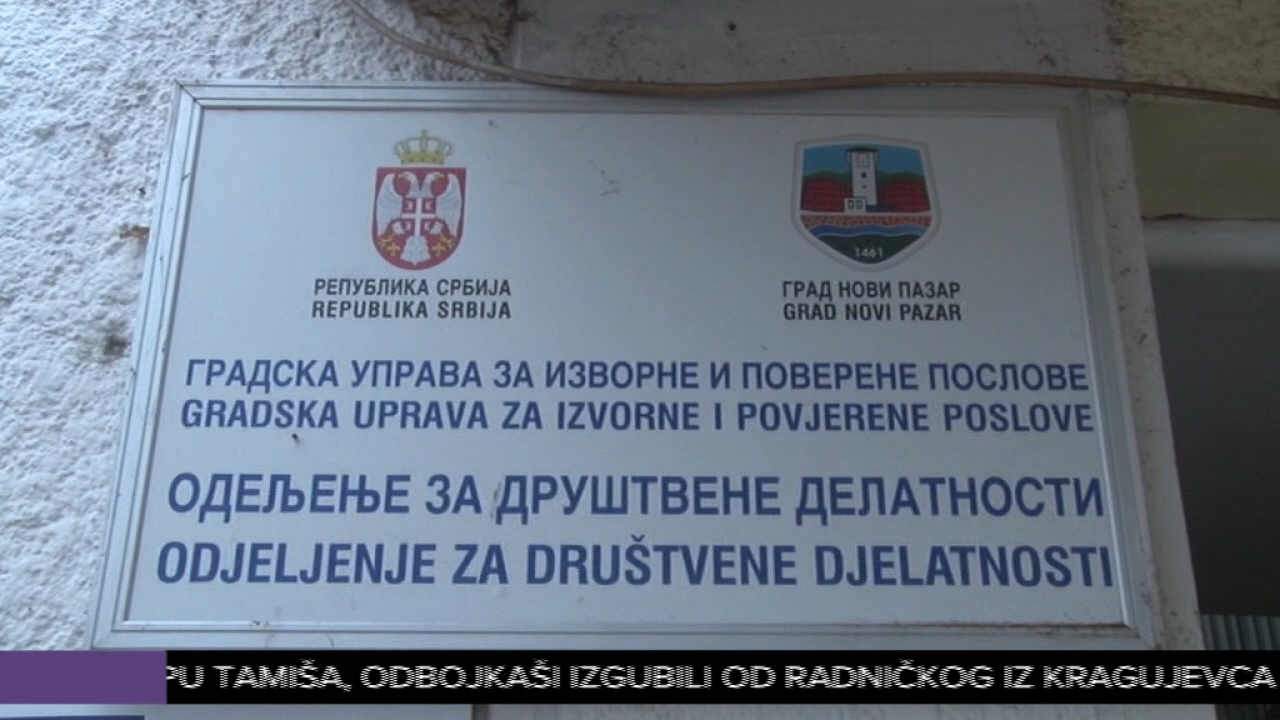 1461
РЕПУБЛИКА СРБИЈА
REPUBLIKA SRBIJA
ГРАД НОВИ ПАЗАР
GRAD NOVI PAZAR
ГРАДСКА УПРАВА ЗА ИЗВОРНЕ И ПОВЕРЕНЕ ПОСЛОВЕ
GRADSKA UPRAVA ZA IZVORNE I POVJERENE POSLOVE
ОДЕЉЕЊЕ ЗА ДРУШТВЕНЕ ДЕЛАТНОСТИ
ODJELJENJE ZA DRUŠTVENE DJELATNOSTI
PU TAMIŠA, ODBOJKAŠI IZGUBILI OD RADNIČKOG IZ KRAGUJEVCA